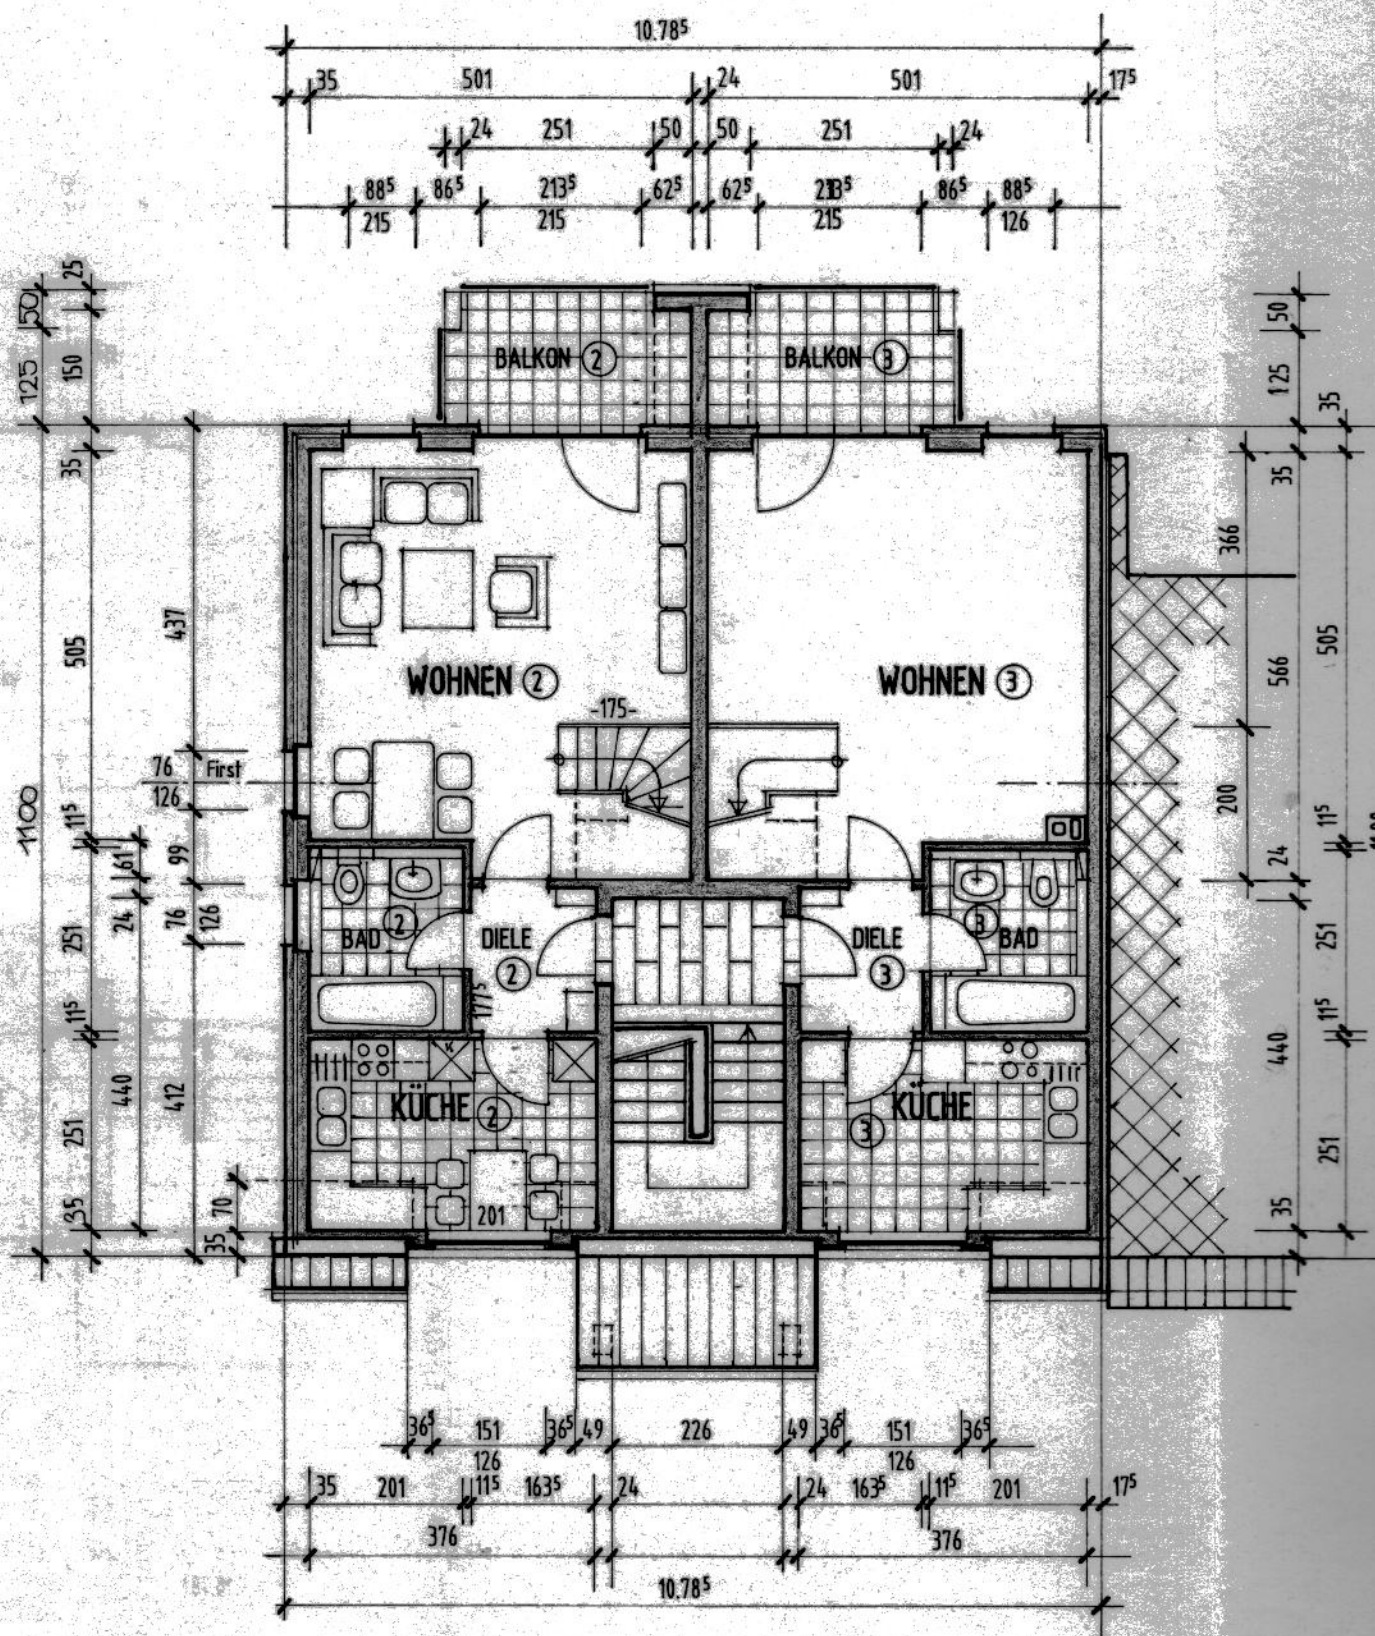 10.78⁵
35 501 24 501 17⁵
24 251 50 50 251 24
88⁵ 86⁵ 213⁵ 62⁵ 62⁵ 86⁵ 88⁵
215 215 215 126
25
50
150
125
50
125
35
BALKON 2
BALKON 3
35
35
366
437
505
505
566
WOHNEN 2
WOHNEN 3
-175-
76 First
126
1100
11⁵
61
99
200
11⁵
24
24
251
76
126
BAD 2
DIELE
2
DIELE
3
3 BAD
251
11⁵
177⁵
11⁵
440
412
440
KÜCHE 2
KÜCHE
3
251
251
70
35
35
201
35
36⁵ 151 36⁵ 49 226 49 36⁵ 151 36⁵
126 126
35 201 11⁵ 163⁵ 24 24 163⁵ 11⁵ 201 17⁵
376 376
10.78⁵